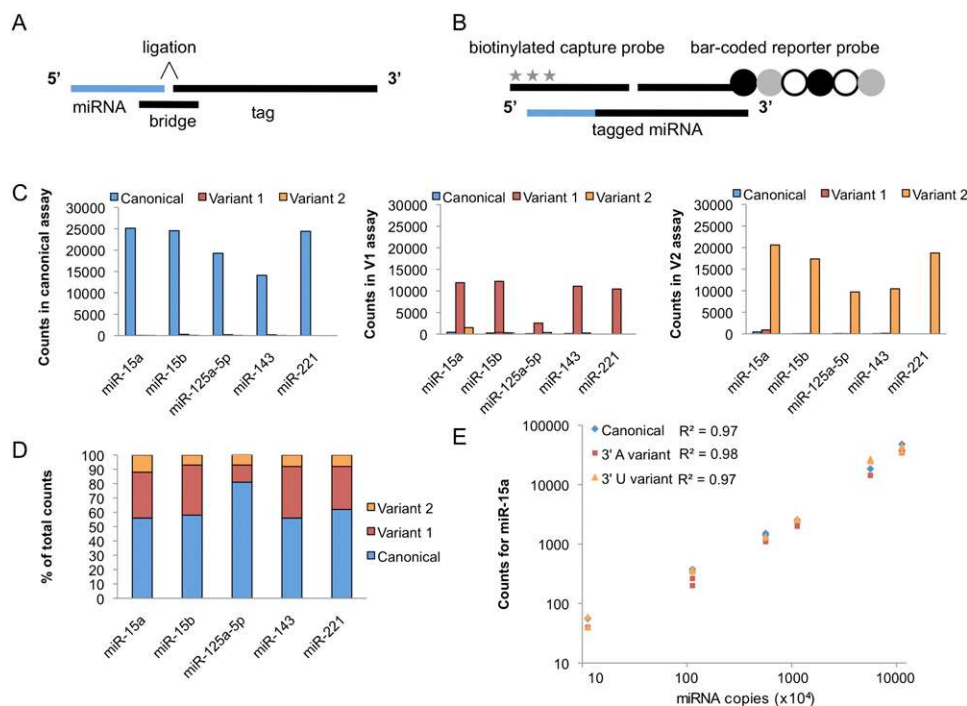 A
ligation
5’
3’
miRNA
bridge
tag
B
biotinylated capture probe
bar-coded reporter probe
5’
3’
tagged miRNA
C
Counts in canonical assay
Canonical
Variant 1
Variant 2
30000
25000
20000
15000
10000
5000
0
miR-15a
miR-15b
miR-125a-5p
miR-143
miR-221
Counts in V1 assay
Canonical
Variant 1
Variant 2
30000
25000
20000
15000
10000
5000
0
miR-15a
miR-15b
miR-125a-5p
miR-143
miR-221
Counts in V2 assay
Canonical
Variant 1
Variant 2
30000
25000
20000
15000
10000
5000
0
miR-15a
miR-15b
miR-125a-5p
miR-143
miR-221
D
% of total counts
100
90
80
70
60
50
40
30
20
10
0
Variant 2
Variant 1
Canonical
miR-15a
miR-15b
miR-125a-5p
miR-143
miR-221
E
Counts for miR-15a
100000
10000
1000
100
10
Canonical R² = 0.97
3' A variant R² = 0.98
3' U variant R² = 0.97
10
100
1000
10000
miRNA copies (x10⁴)